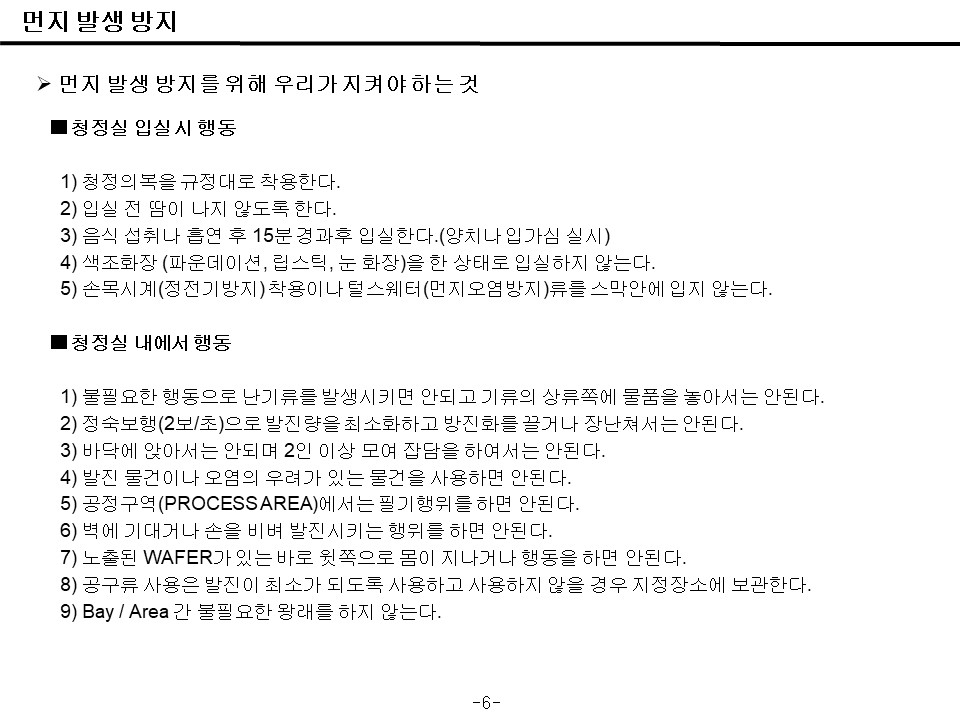 먼지 발생 방지
➢ 먼지 발생 방지를 위해 우리가 지켜야 하는 것
■ 청정실 입실 시 행동
1) 청정의복을 규정대로 착용한다.
2) 입실 전 땀이 나지 않도록 한다.
3) 음식 섭취나 흡연 후 15분 경과후 입실한다.(양치나 입가심 실시)
4) 색조화장 (파운데이션, 립스틱, 눈 화장)을 한 상태로 입실하지 않는다.
5) 손목시계(정전기방지) 착용이나 털스웨터(먼지오염방지)류를 스막안에 입지 않는다.
■ 청정실 내에서 행동
1) 불필요한 행동으로 난기류를 발생시키면 안되고 기류의 상류쪽에 물품을 놓아서는 안된다.
2) 정숙보행(2보/초)으로 발진량을 최소화하고 방진화를 끌거나 장난쳐서는 안된다.
3) 바닥에 앉아서는 안되며 2인 이상 모여 잡담을 하여서는 안된다.
4) 발진 물건이나 오염의 우려가 있는 물건을 사용하면 안된다.
5) 공정구역(PROCESS AREA)에서는 필기행위를 하면 안된다.
6) 벽에 기대거나 손을 비벼 발진시키는 행위를 하면 안된다.
7) 노출된 WAFER가 있는 바로 윗쪽으로 몸이 지나거나 행동을 하면 안된다.
8) 공구류 사용은 발진이 최소가 되도록 사용하고 사용하지 않을 경우 지정장소에 보관한다.
9) Bay / Area 간 불필요한 왕래를 하지 않는다.
-6-